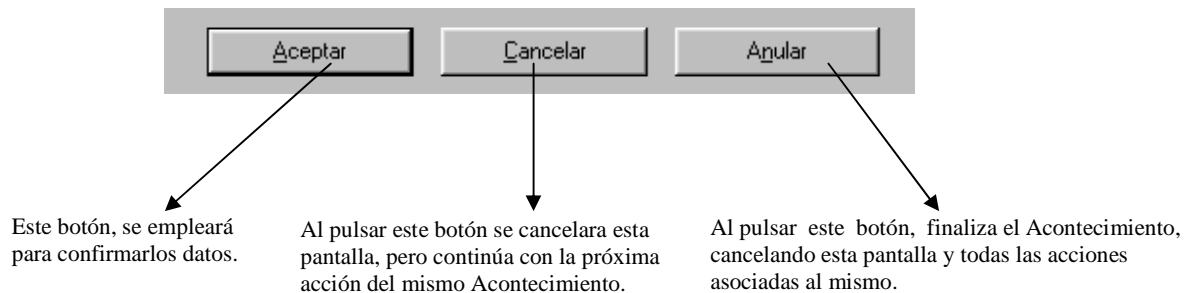 Aceptar
Cancelar
Anular
Este botón, se empleará
para confirmarlos datos.
Al pulsar este botón se cancelara esta
pantalla, pero continúa con la próxima
acción del mismo Acontecimiento.
Al pulsar este botón, finaliza el Acontecimiento,
cancelando esta pantalla y todas las acciones
asociadas al mismo.